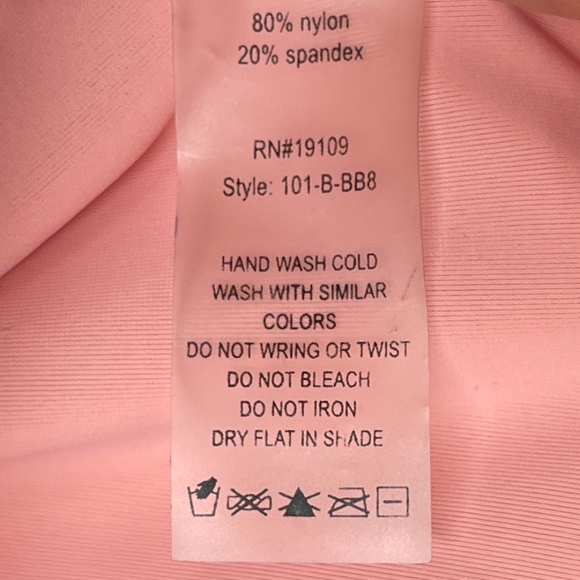 80% nylon
20% spandex
RN#19109
Style: 101-B-BB8
HAND WASH COLD
WASH WITH SIMILAR
COLORS
DO NOT WRING OR TWIST
DO NOT BLEACH
DO NOT IRON
DRY FLAT IN SHADE